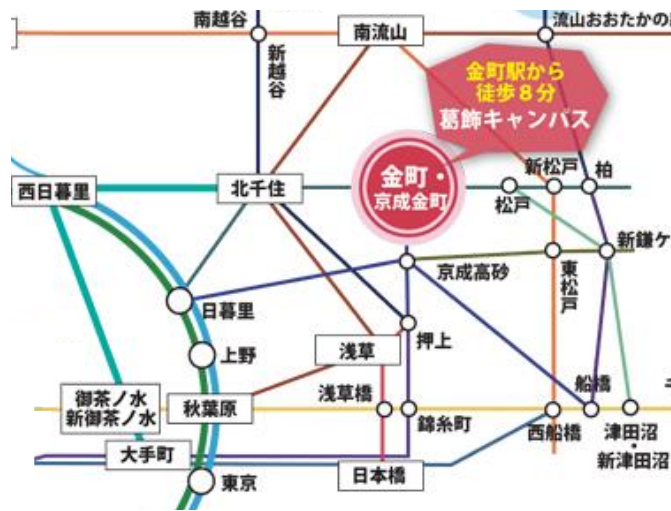 南越谷
南流山
流山おおたかの
新越谷
金町駅から
徒歩8分
葛飾キャンパス
西日暮里
北千住
金町・
京成金町
松戸
新松戸
柏
日暮里
京成高砂
東松戸
新鎌ケ
上野
浅草
押上
御茶ノ水
新御茶ノ水
秋葉原
浅草橋
錦糸町
西船橋
船橋
津田沼
・
新津田沼
大手町
東京
日本橋